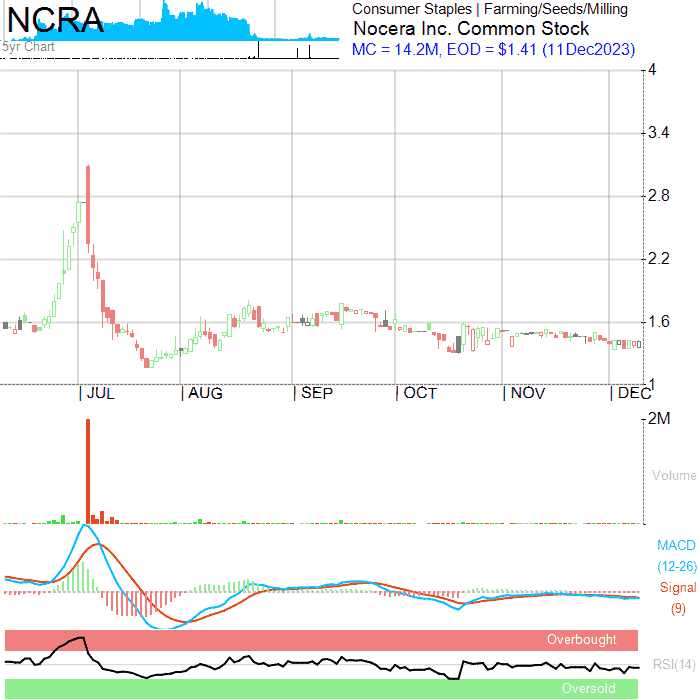 NCRA
5yr Chart
Consumer Staples | Farming/Seeds/Milling
Nocera Inc. Common Stock
MC = 14.2M, EOD = $1.41 (11Dec2023)
4
3.4
2.8
2.2
1.6
1
JUL AUG SEP OCT NOV DEC
2M
Volume
MACD
(12-26)
Signal
(9)
Overbought
RSI(14)
Oversold